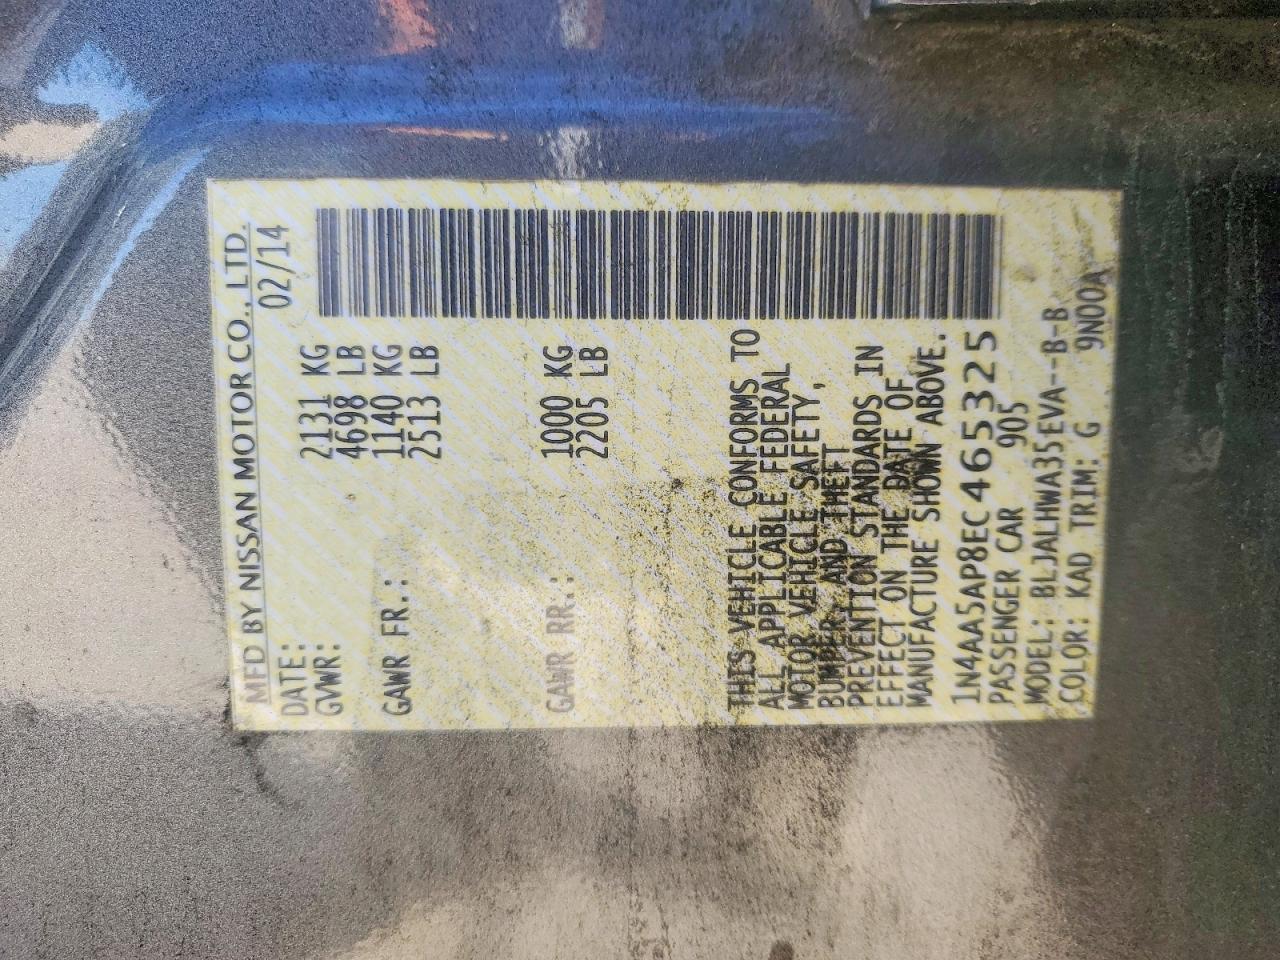 MFD BY NISSAN MOTOR CO., LTD.
DATE: 02/14
GVWR: 2131 KG
4698 LB
GAWR FR.: 1140 KG
2513 LB
GAWR RR.: 1000 KG
2205 LB
THIS VEHICLE CONFORMS TO
ALL APPLICABLE FEDERAL
MOTOR VEHICLE SAFETY,
BUMPER, AND THEFT
PREVENTION STANDARDS IN
EFFECT ON THE DATE OF
MANUFACTURE SHOWN ABOVE.
1N4AA5AP8EC465325
PASSENGER CAR 905
MODEL: BLJALHWA35EVA--B-B
COLOR: KAD TRIM: G 9N00A